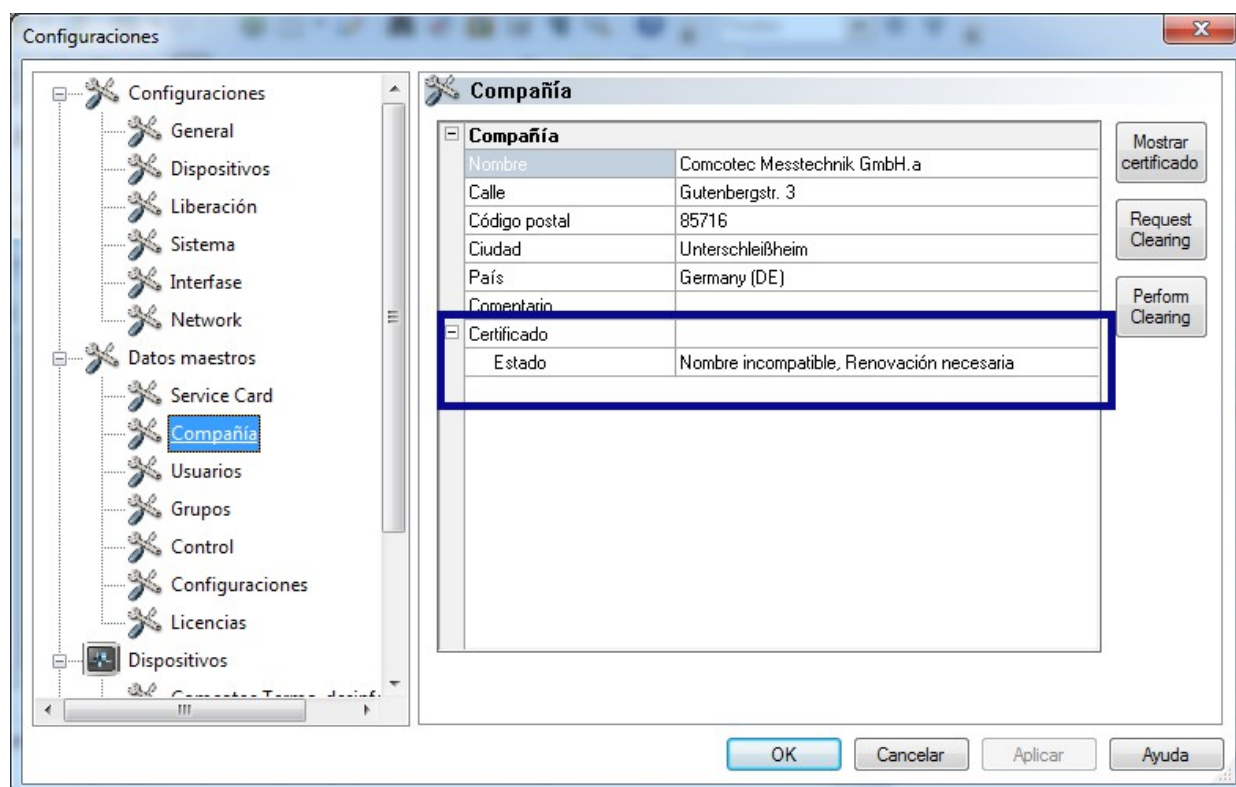 Configuraciones
Configuraciones
General
Dispositivos
Liberación
Sistema
Interfase
Network
Datos maestros
Service Card
Compañía
Usuarios
Grupos
Control
Configuraciones
Licencias
Dispositivos
Compañía
Compañía
Nombre Comcotec Messtechnik GmbH.a
Calle Gutenbergstr. 3
Código postal 85716
Ciudad Unterschleißheim
País Germany (DE)
Comentario
Certificado
Estado Nombre incompatible, Renovación necesaria
Mostrar
certificado
Request
Clearing
Perform
Clearing
OK Cancelar Aplicar Ayuda